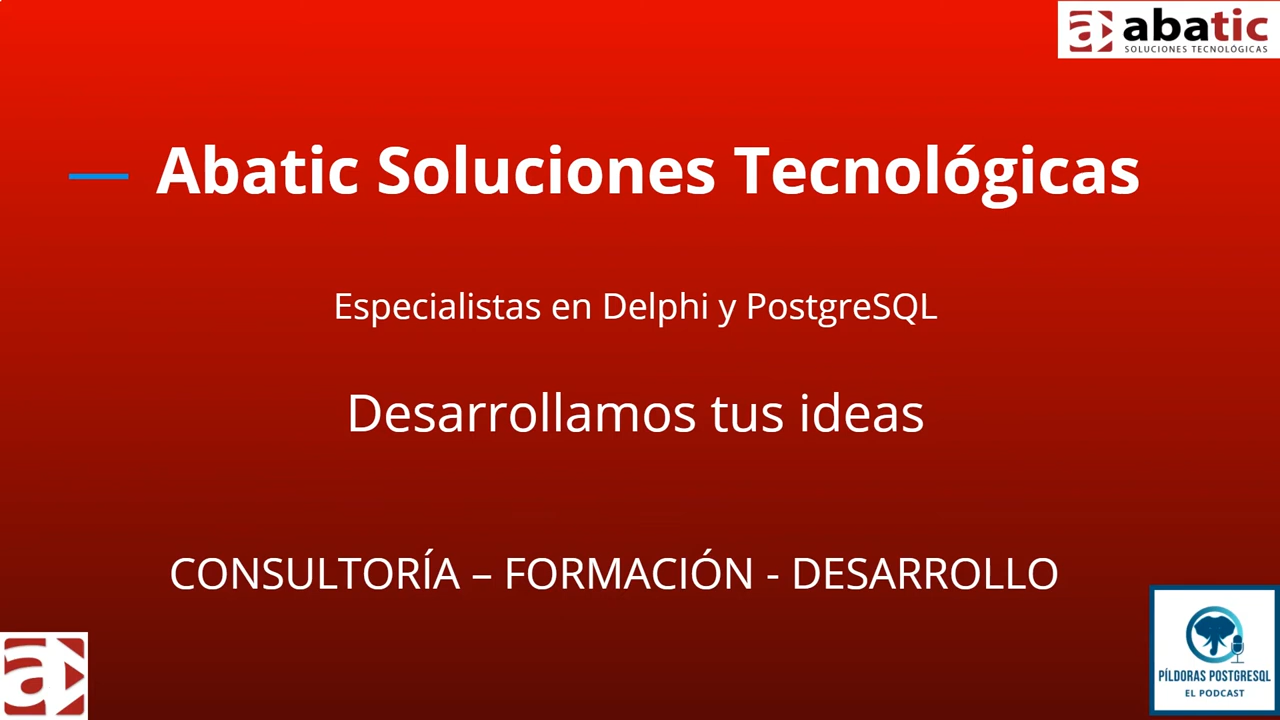 abatic
SOLUCIONES TECNOLÓGICAS
Abatic Soluciones Tecnológicas
Especialistas en Delphi y PostgreSQL
Desarrollamos tus ideas
CONSULTORÍA – FORMACIÓN - DESARROLLO
PÍLDORAS POSTGRESQL
EL PODCAST